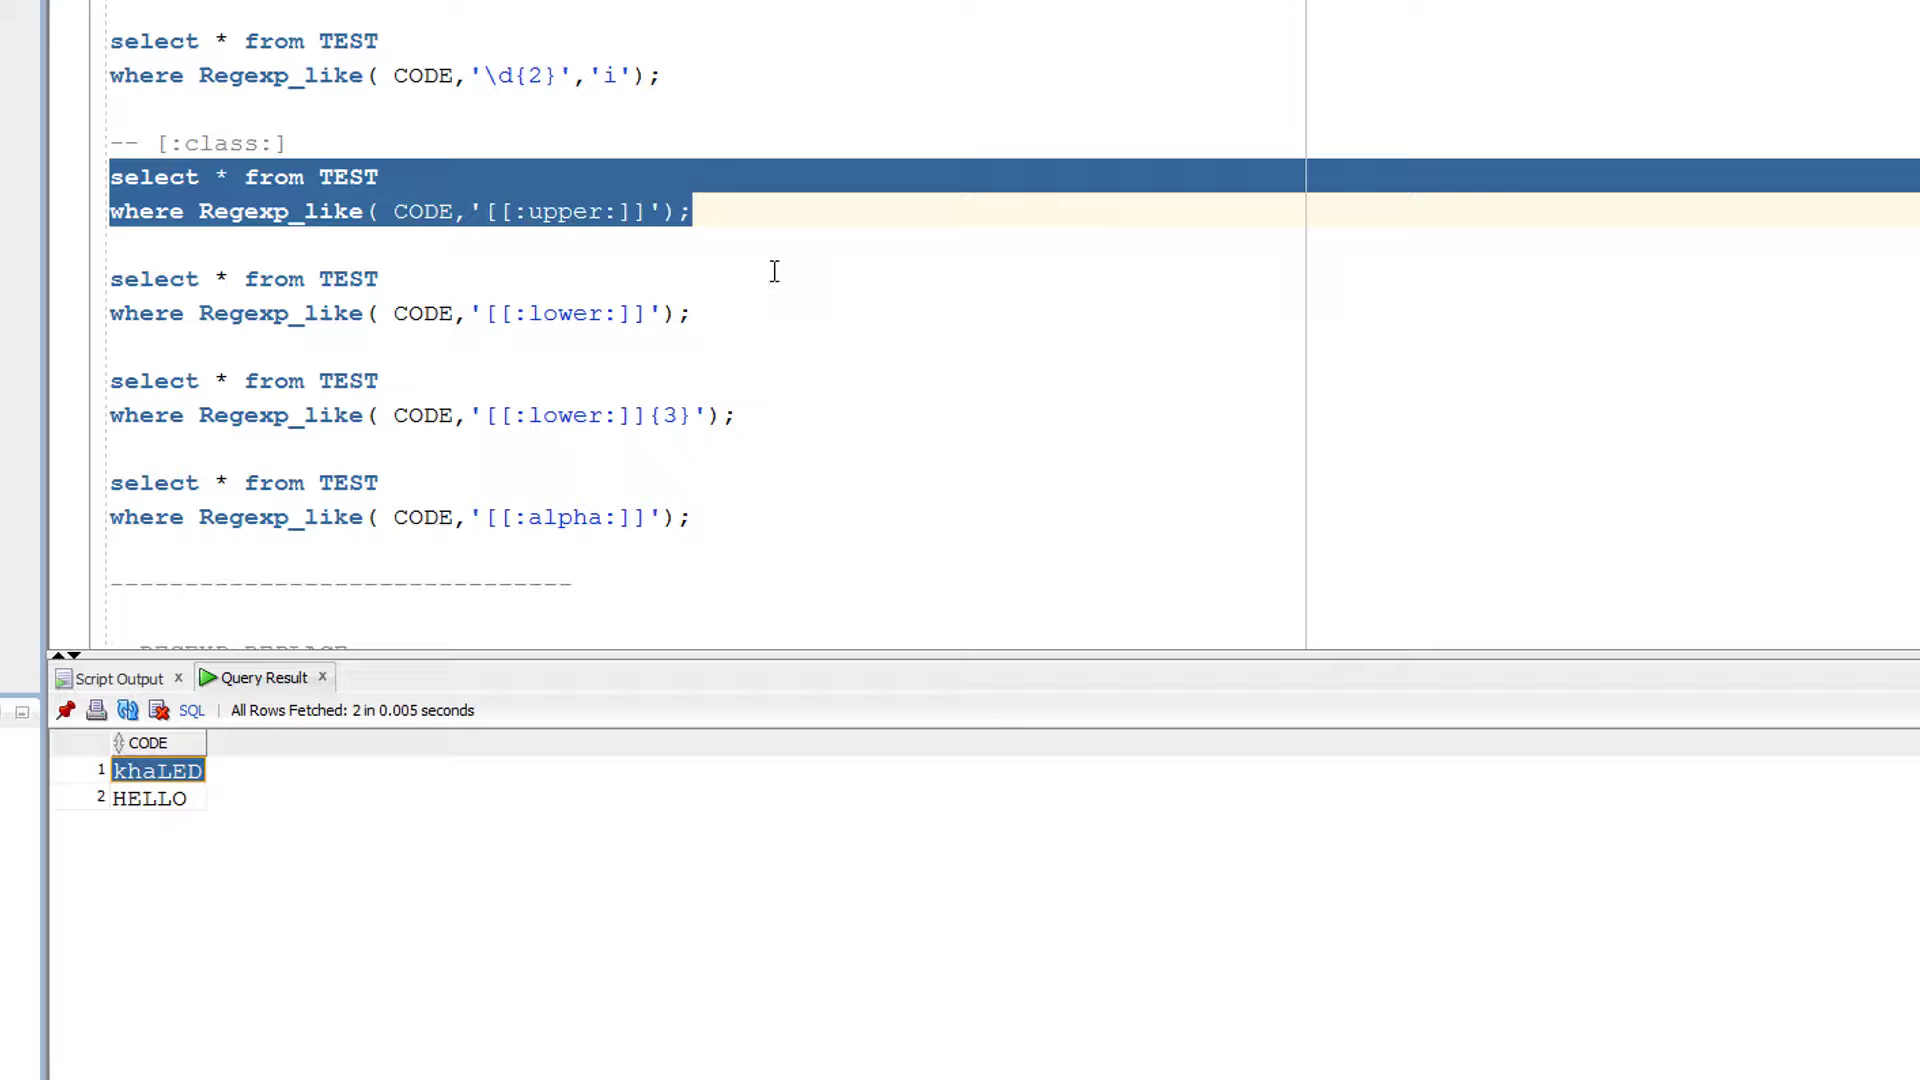 select * from TEST
where Regexp_like( CODE,'\d{2}','i');
-- [:class:]
select * from TEST
where Regexp_like( CODE,'[[:upper:]]');
select * from TEST
where Regexp_like( CODE,'[[:lower:]]');
select * from TEST
where Regexp_like( CODE,'[[:lower:]]{3}');
select * from TEST
where Regexp_like( CODE,'[[:alpha:]]');
-------------------------------
Script Output x Query Result x
SQL | All Rows Fetched: 2 in 0.005 seconds
CODE
1 khaLED
2 HELLO